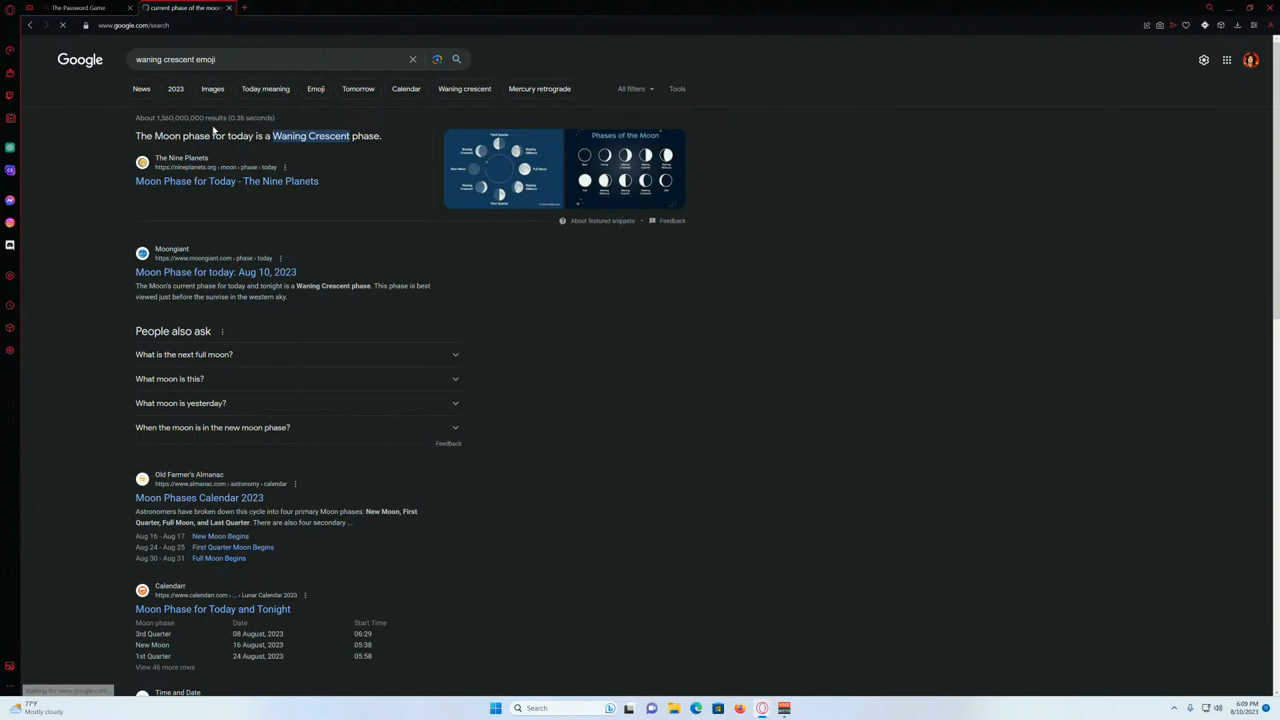 The Password Game
current phase of the moon
www.google.com/search
Google
waning crescent emoji
News
2023
Images
Today meaning
Emoji
Tomorrow
Calendar
Waning crescent
Mercury retrograde
All filters
Tools
About 1,360,000,000 results (0.35 seconds)
The Moon phase for today is a Waning Crescent phase.
The Nine Planets
https://nineplanets.org › moon › phase › today
Moon Phase for Today - The Nine Planets
Phases of the Moon
About featured snippets
•
Feedback
Moongiant
https://www.moongiant.com › phase › today
Moon Phase for today: Aug 10, 2023
The Moon's current phase for today and tonight is a Waning Crescent phase. This phase is best
viewed just before the sunrise in the western sky.
People also ask
What is the next full moon?
What moon is this?
What moon is yesterday?
When the moon is in the new moon phase?
Feedback
Old Farmer's Almanac
https://www.almanac.com › astronomy › calendar
Moon Phases Calendar 2023
Astronomers have broken down this cycle into four primary Moon phases: New Moon, First
Quarter, Full Moon, and Last Quarter. There are also four secondary ...
Aug 16 - Aug 17 New Moon Begins
Aug 24 - Aug 25 First Quarter Moon Begins
Aug 30 - Aug 31 Full Moon Begins
Calendarr
https://www.calendarr.com › ... › Lunar Calendar 2023
Moon Phase for Today and Tonight
Moon phase Date Start Time
3rd Quarter 08 August, 2023 06:29
New Moon 16 August, 2023 05:38
1st Quarter 24 August, 2023 05:58
View 46 more rows
Time and Date
Waiting for www.google.com...
77°F
Mostly cloudy
Search
6:09 PM
8/10/2023